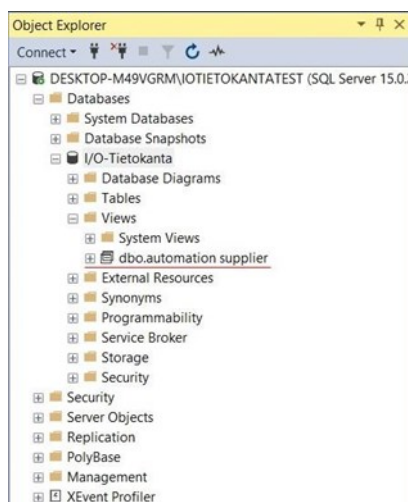 Object Explorer
Connect
DESKTOP-M49VGRM\IOTIETOKANTATEST (SQL Server 15.0.
Databases
System Databases
Database Snapshots
I/O-Tietokanta
Database Diagrams
Tables
Views
System Views
dbo.automation supplier
External Resources
Synonyms
Programmability
Service Broker
Storage
Security
Security
Server Objects
Replication
PolyBase
Management
XEvent Profiler